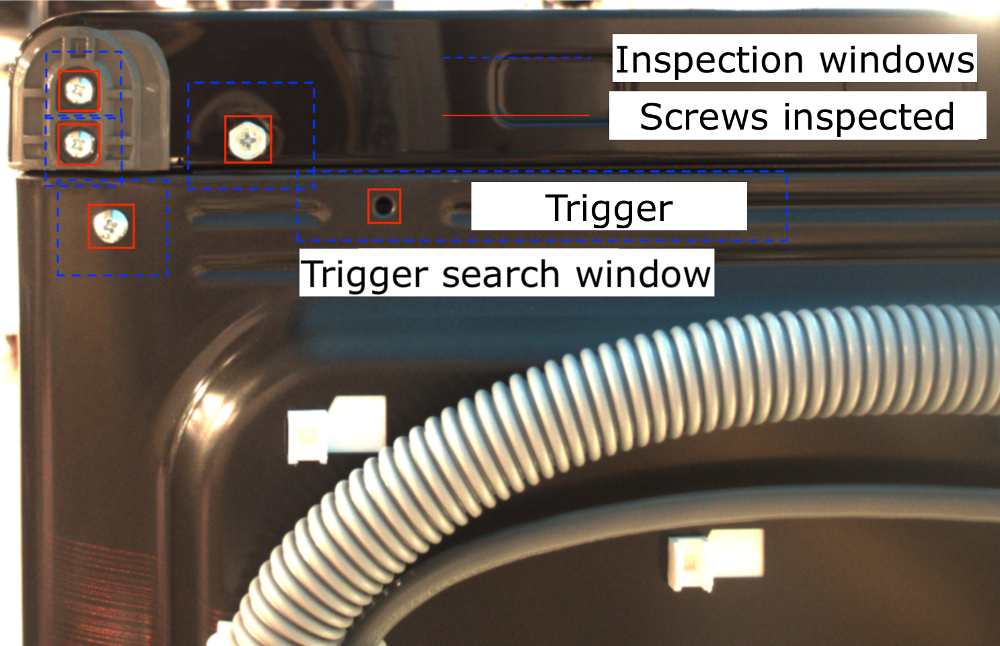 Inspection windows
Screws inspected
Trigger
Trigger search window